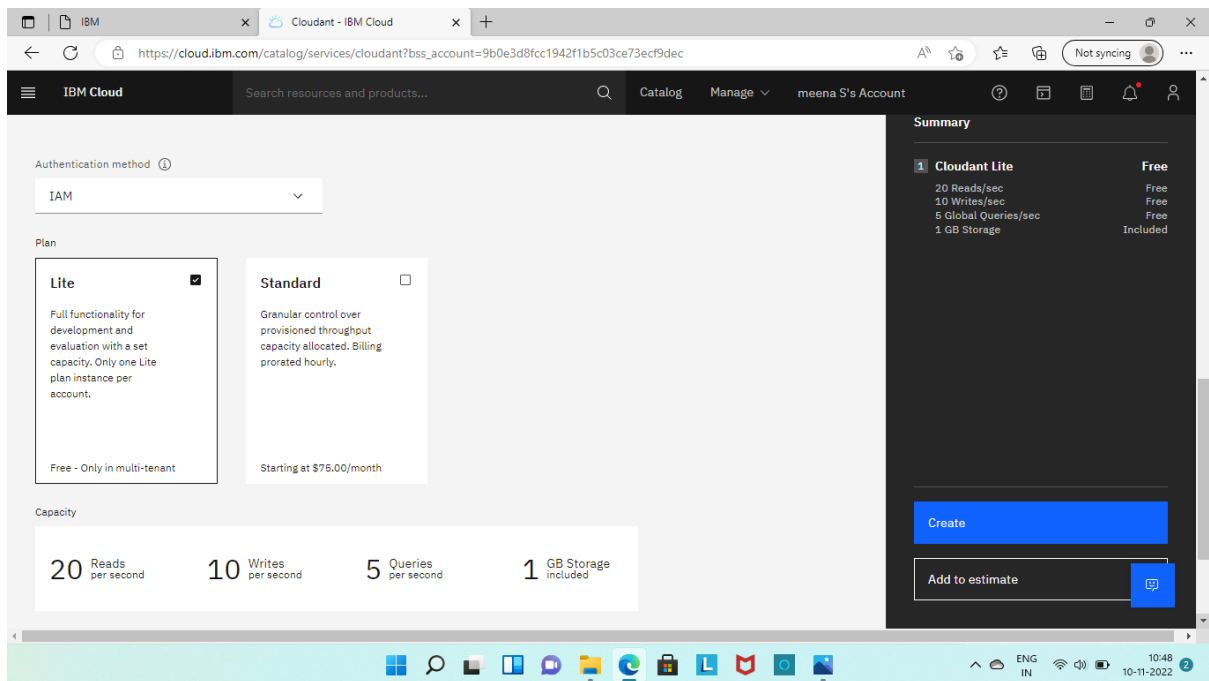 IBM
Cloudant - IBM Cloud
https://cloud.ibm.com/catalog/services/cloudant?bss_account=9b0e3d8fcc1942f1b5c03ce73ecf9dec
Not syncing
IBM Cloud
Search resources and products...
Catalog
Manage
meena S's Account
Authentication method
IAM
Plan
Lite
Full functionality for
development and
evaluation with a set
capacity. Only one Lite
plan instance per
account.
Free - Only in multi-tenant
Standard
Granular control over
provisioned throughput
capacity allocated. Billing
prorated hourly.
Starting at $75.00/month
Capacity
20 Reads per second
10 Writes per second
5 Queries per second
1 GB Storage included
Summary
1 Cloudant Lite Free
20 Reads/sec Free
10 Writes/sec Free
5 Global Queries/sec Free
1 GB Storage Included
Create
Add to estimate
ENG
IN
10:48
10-11-2022
2